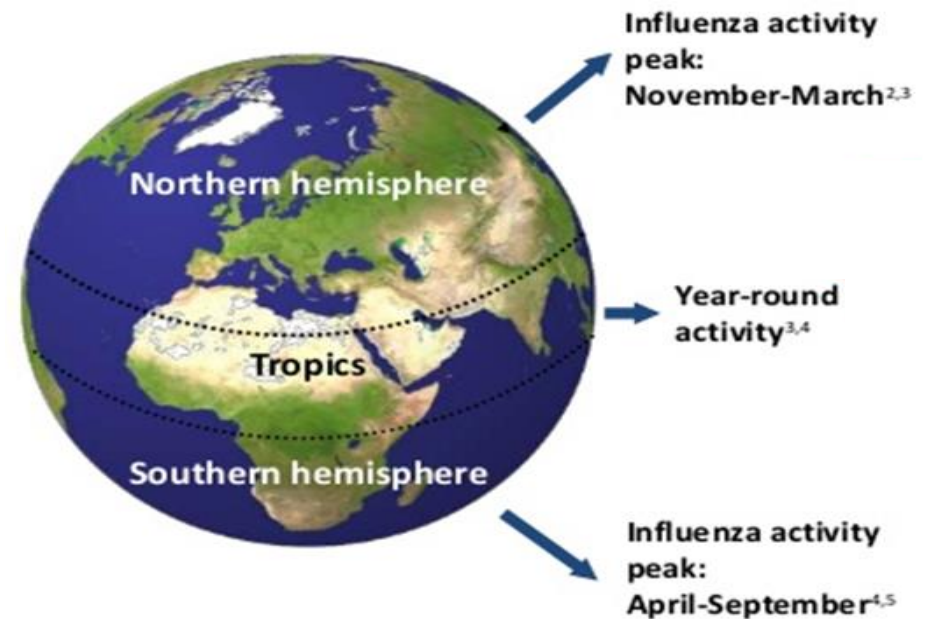 Influenza activity
peak:
November-March2,3
Northern hemisphere
Year-round
activity3,4
Tropics
Southern hemisphere
Influenza activity
peak:
April-September4,5